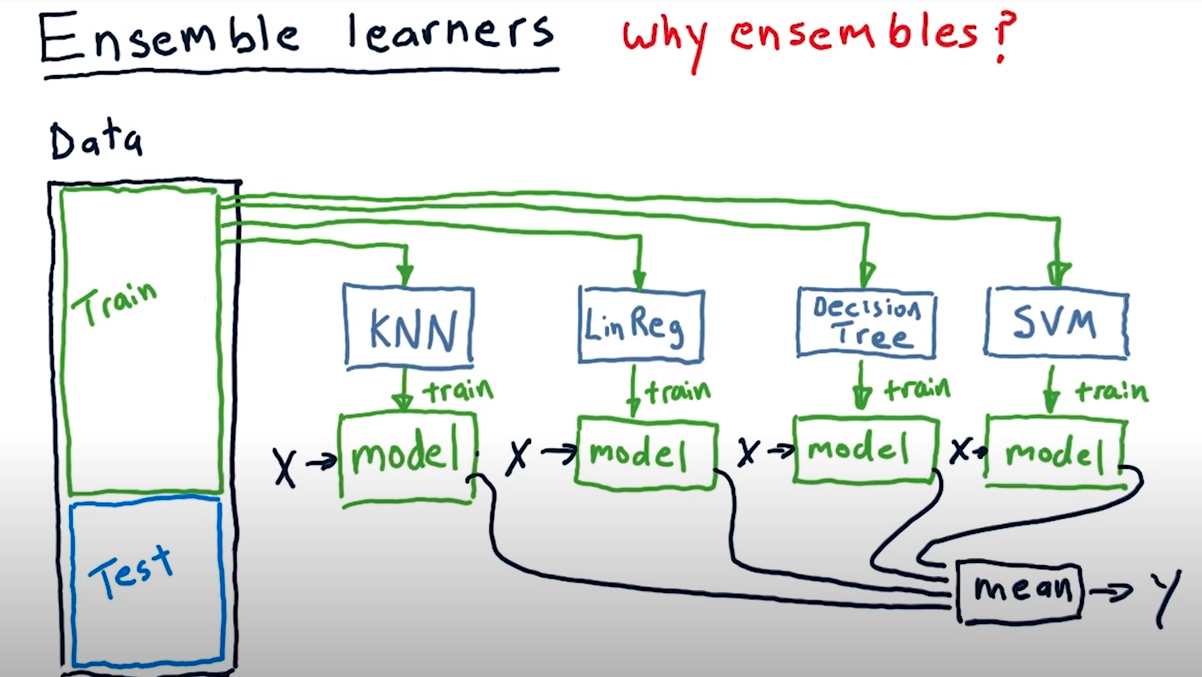 Ensemble learners why ensembles?
Data
Train
Test
KNN
LinReg
Decision
Tree
SVM
train
train
train
train
X
model
X
model
X
model
X
model
mean
Y